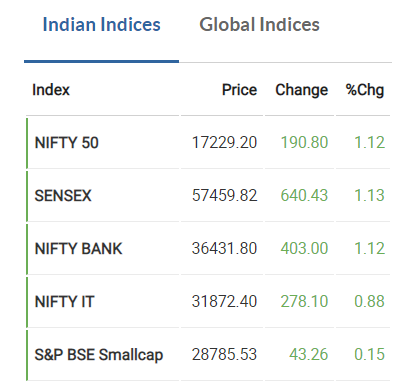 Indian Indices Global Indices
Index Price Change %Chg
NIFTY 50 17229.20 190.80 1.12
SENSEX 57459.82 640.43 1.13
NIFTY BANK 36431.80 403.00 1.12
NIFTY IT 31872.40 278.10 0.88
S&P BSE Smallcap 28785.53 43.26 0.15